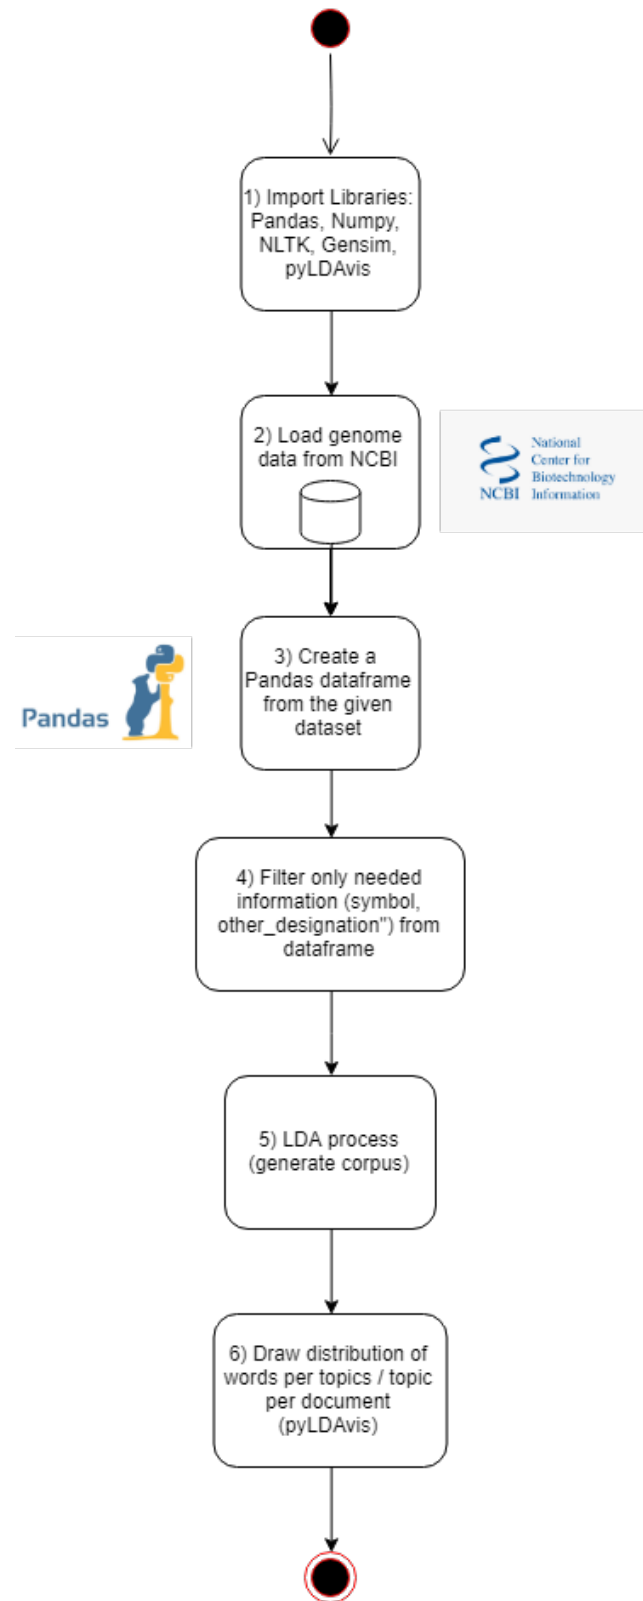 1) Import Libraries:
Pandas, Numpy,
NLTK, Gensim,
pyLDAvis
2) Load genome
data from NCBI
National
Center for
Biotechnology
NCBI Information
3) Create a
Pandas dataframe
from the given
dataset
Pandas
4) Filter only needed
information (symbol,
other_designation") from
dataframe
5) LDA process
(generate corpus)
6) Draw distribution of
words per topics / topic
per document
(pyLDAvis)